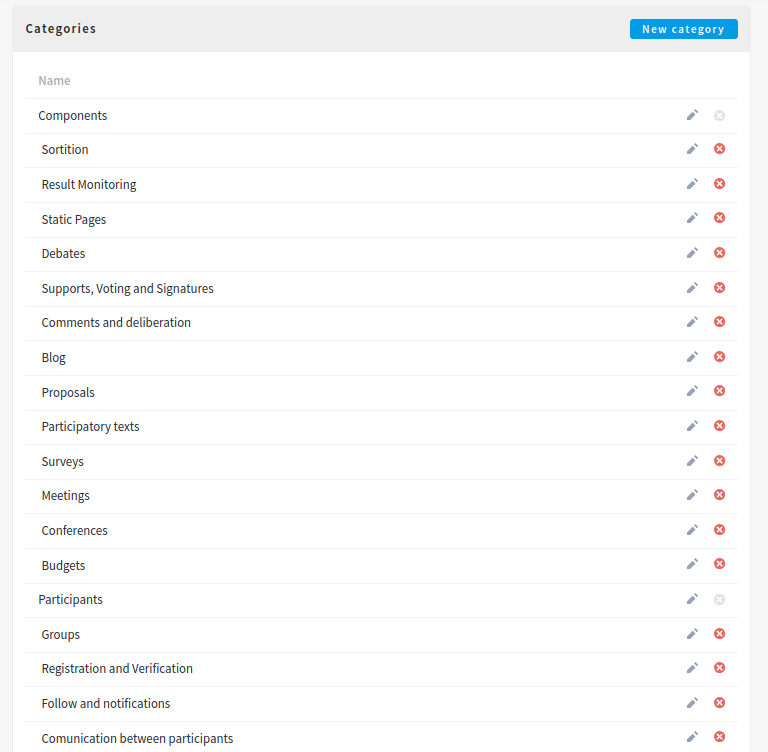 Categories
New category
Name
Components
Sortition
Result Monitoring
Static Pages
Debates
Supports, Voting and Signatures
Comments and deliberation
Blog
Proposals
Participatory texts
Surveys
Meetings
Conferences
Budgets
Participants
Groups
Registration and Verification
Follow and notifications
Comunication between participants